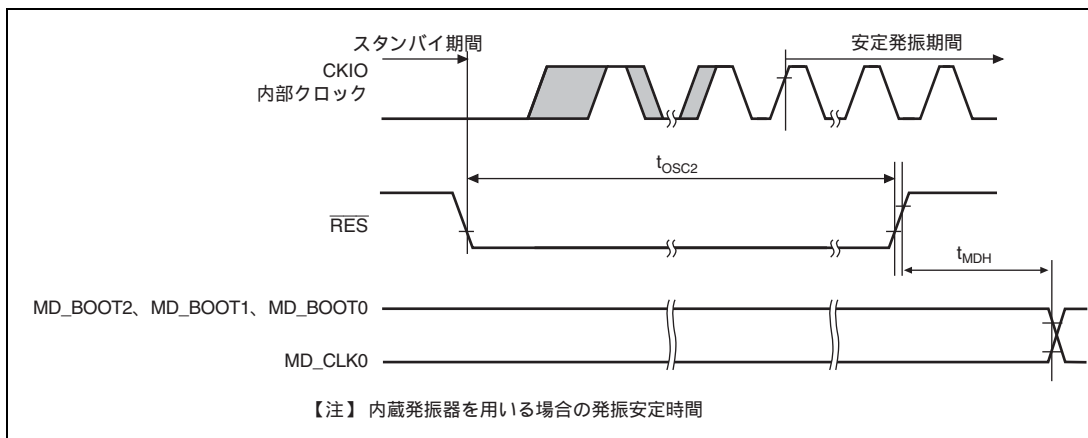 スタンバイ期間
安定発振期間
CKIO
内部クロック
tOSC2
RES
tMDH
MD_BOOT2、MD_BOOT1、MD_BOOT0
MD_CLK0
【注】 内蔵発振器を用いる場合の発振安定時間